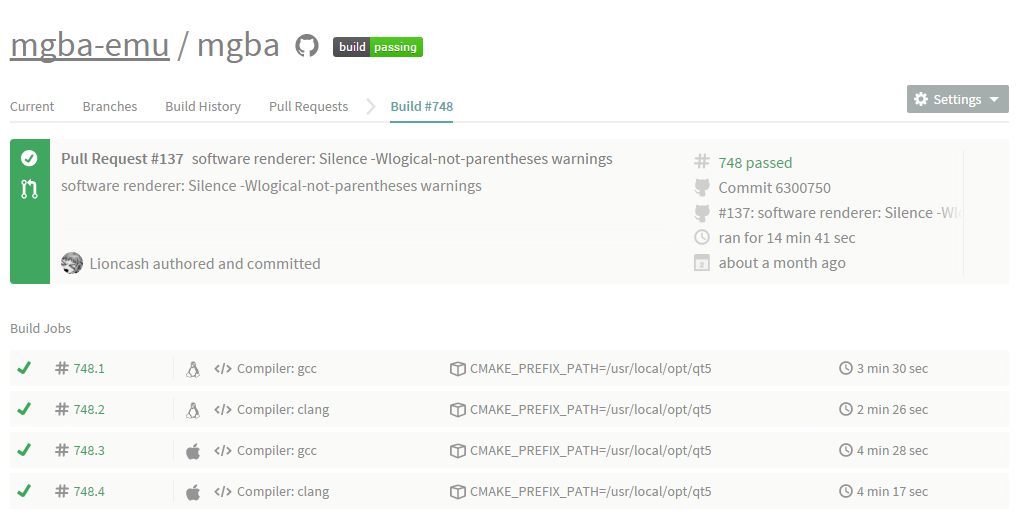 mgba-emu / mgba build passing
Current Branches Build History Pull Requests Build #748 Settings
Pull Request #137 software renderer: Silence -Wlogical-not-parentheses warnings
software renderer: Silence -Wlogical-not-parentheses warnings
Lioncash authored and committed
# 748 passed
Commit 6300750
#137: software renderer: Silence -Wl
ran for 14 min 41 sec
about a month ago
Build Jobs
# 748.1 </> Compiler: gcc CMAKE_PREFIX_PATH=/usr/local/opt/qt5 3 min 30 sec
# 748.2 </> Compiler: clang CMAKE_PREFIX_PATH=/usr/local/opt/qt5 2 min 26 sec
# 748.3 </> Compiler: gcc CMAKE_PREFIX_PATH=/usr/local/opt/qt5 4 min 28 sec
# 748.4 </> Compiler: clang CMAKE_PREFIX_PATH=/usr/local/opt/qt5 4 min 17 sec